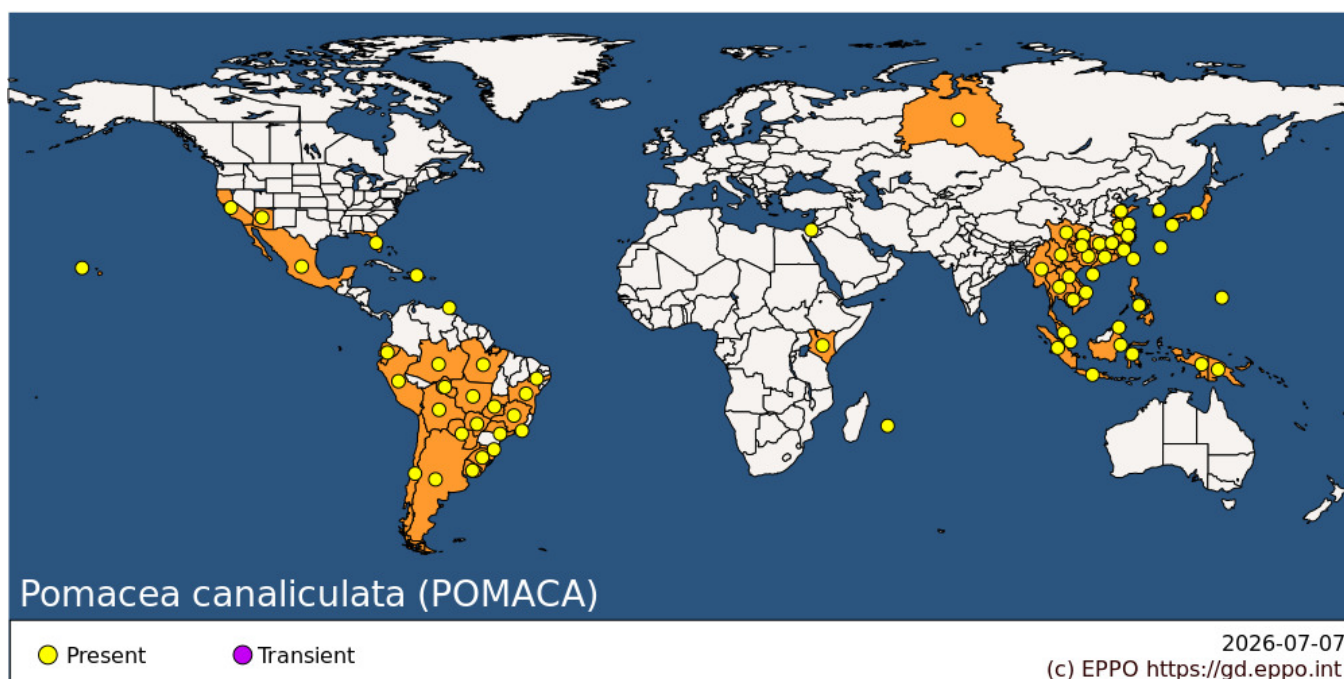 Pomacea canaliculata (POMACA)
Present
Transient
2026-07-07
(c) EPPO https://gd.eppo.int